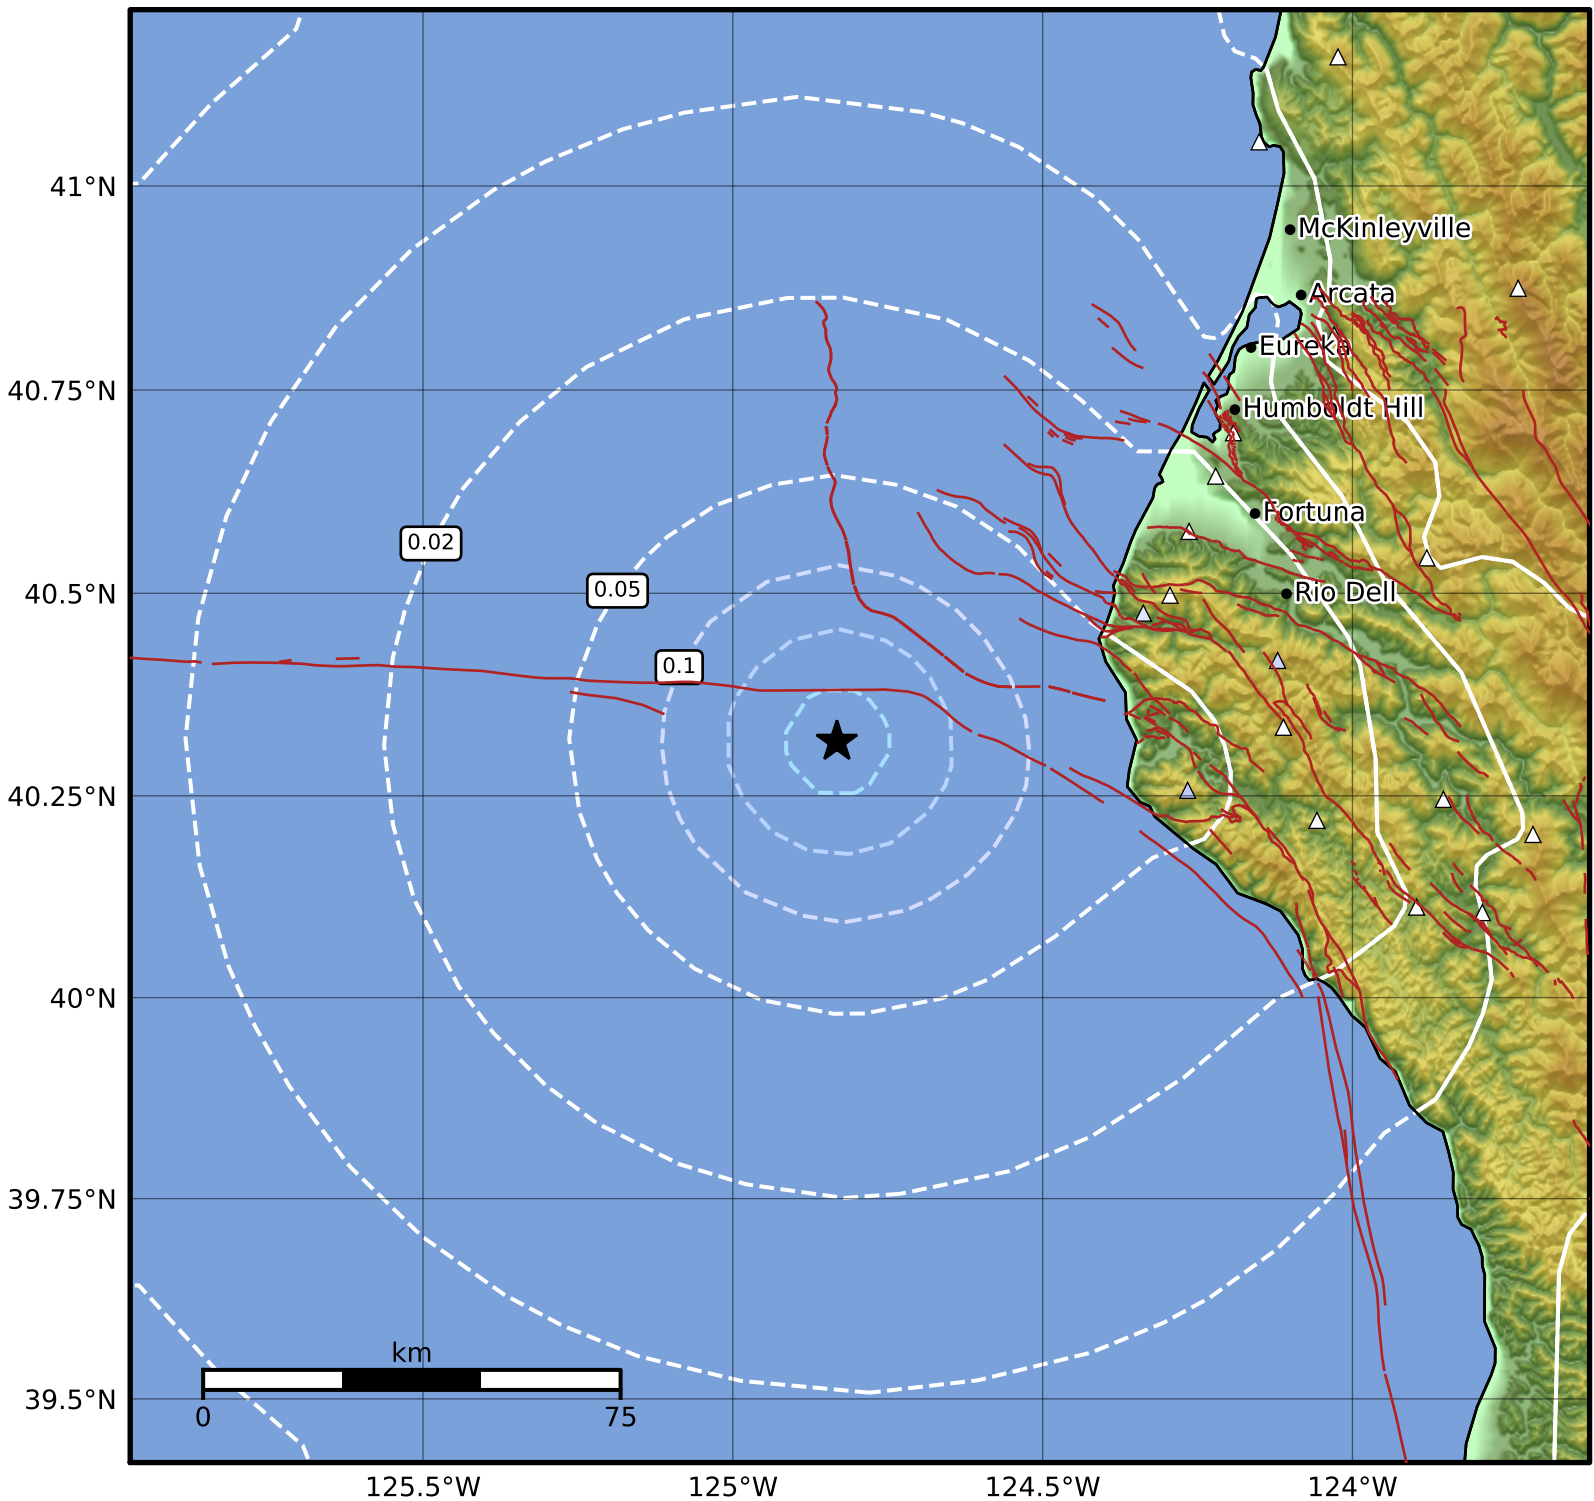 41°N
McKinleyville
Arcata
Eureka
40.75°N
Humboldt Hill
Fortuna
0.02
0.05
40.5°N
Rio Dell
0.1
40.25°N
40°N
39.75°N
km
39.5°N
0 75
125.5°W 125°W 124.5°W 124°W